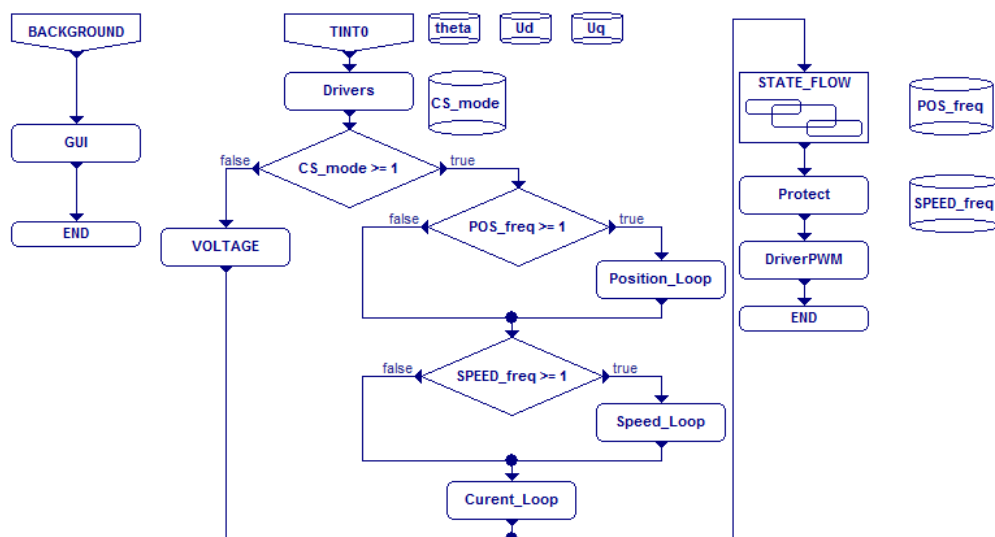 BACKGROUND
GUI
END
TINT0
theta
Ud
Uq
Drivers
CS_mode
CS_mode >= 1
false
true
VOLTAGE
POS_freq >= 1
false
true
Position_Loop
SPEED_freq >= 1
false
true
Speed_Loop
Curent_Loop
STATE_FLOW
POS_freq
Protect
SPEED_freq
DriverPWM
END